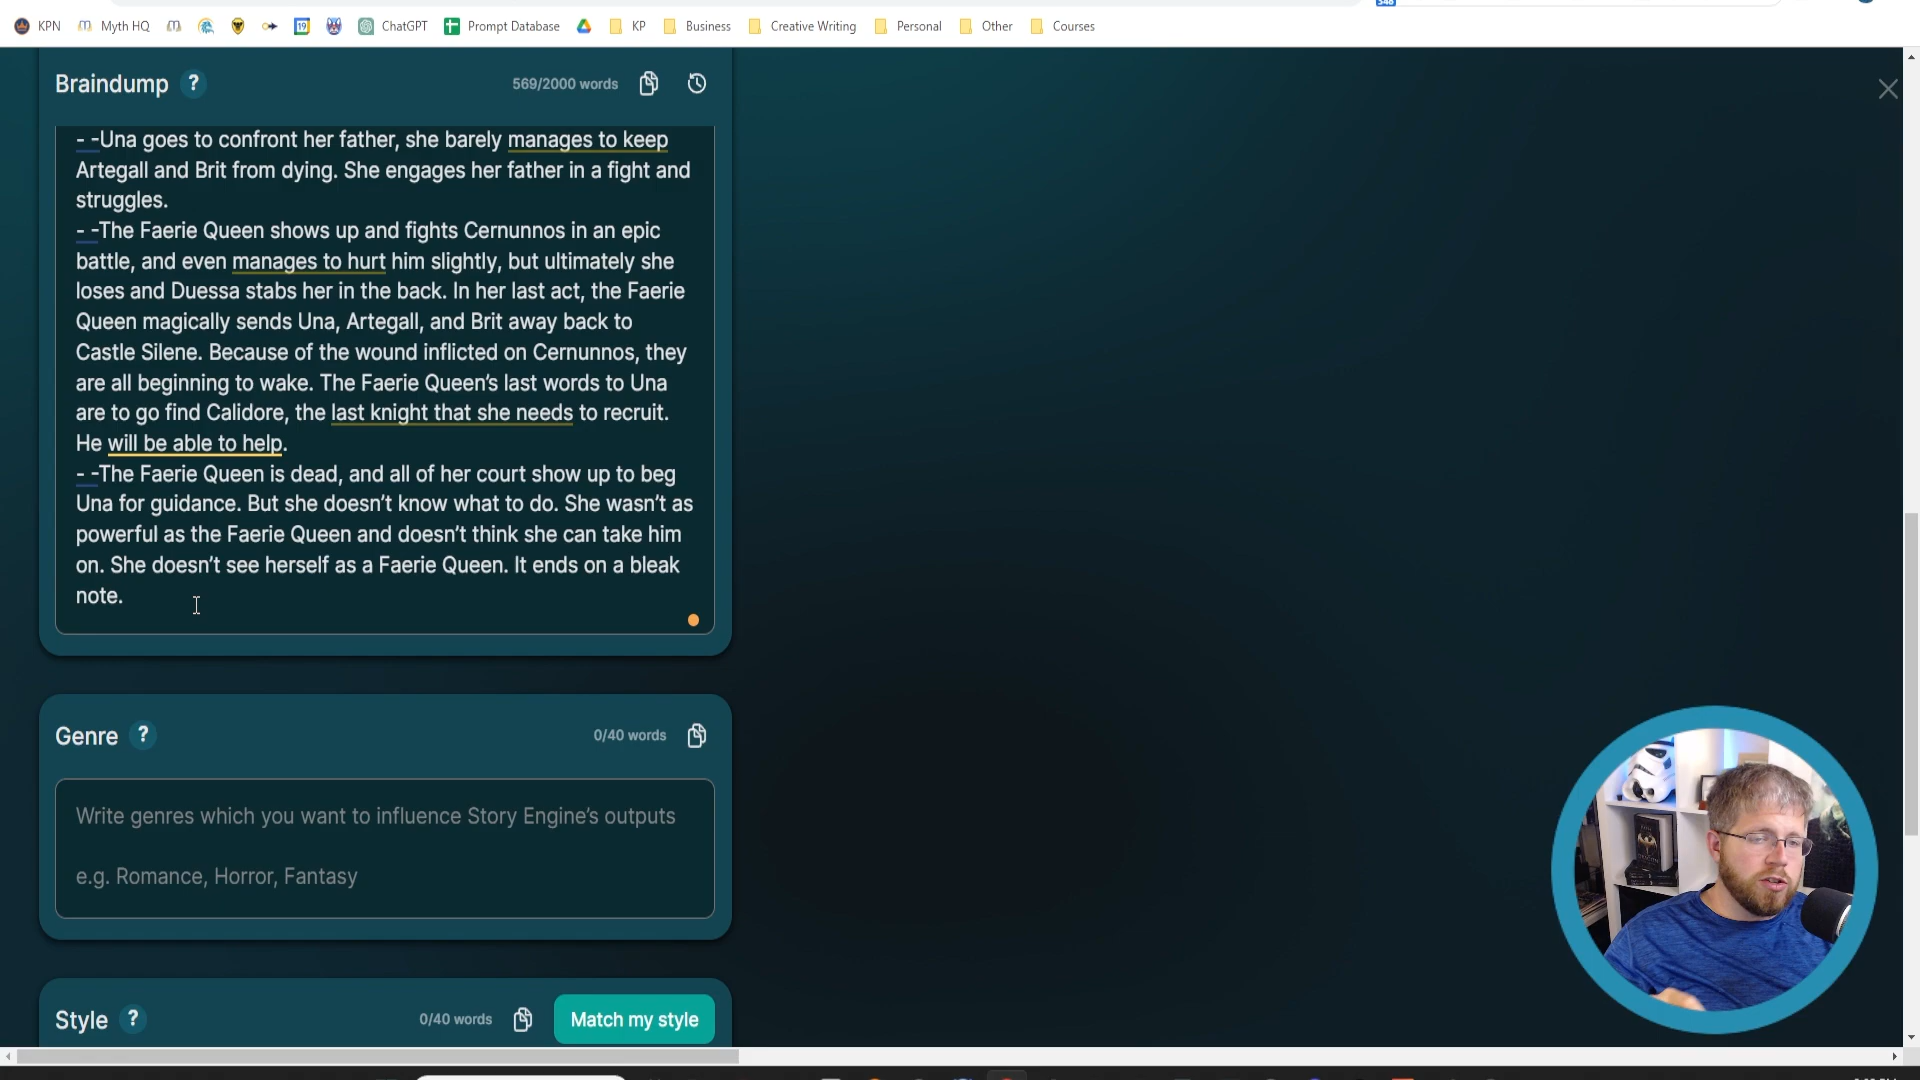 KPN
Myth HQ
19
ChatGPT
Prompt Database
KP
Business
Creative Writing
Personal
Other
Courses
Braindump ?
569/2000 words
- -Una goes to confront her father, she barely manages to keep
Artegall and Brit from dying. She engages her father in a fight and
struggles.
- -The Faerie Queen shows up and fights Cernunnos in an epic
battle, and even manages to hurt him slightly, but ultimately she
loses and Duessa stabs her in the back. In her last act, the Faerie
Queen magically sends Una, Artegall, and Brit away back to
Castle Silene. Because of the wound inflicted on Cernunnos, they
are all beginning to wake. The Faerie Queen’s last words to Una
are to go find Calidore, the last knight that she needs to recruit.
He will be able to help.
- -The Faerie Queen is dead, and all of her court show up to beg
Una for guidance. But she doesn’t know what to do. She wasn’t as
powerful as the Faerie Queen and doesn’t think she can take him
on. She doesn’t see herself as a Faerie Queen. It ends on a bleak
note.
Genre ?
0/40 words
Write genres which you want to influence Story Engine’s outputs
e.g. Romance, Horror, Fantasy
Style ?
0/40 words
Match my style